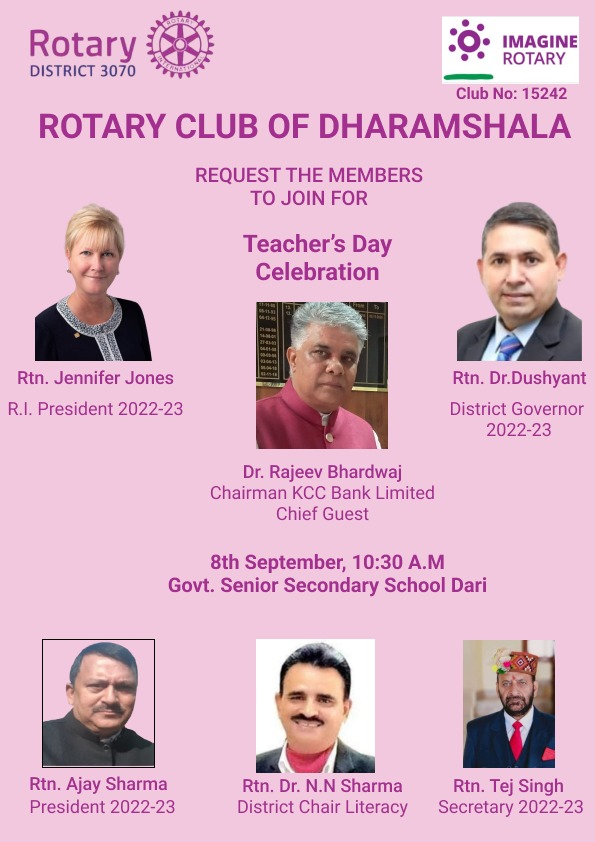 Rotary
DISTRICT 3070
ROTARY
INTERNATIONAL
IMAGINE
ROTARY
Club No: 15242
ROTARY CLUB OF DHARAMSHALA
REQUEST THE MEMBERS
TO JOIN FOR
Teacher's Day
Celebration
Rtn. Jennifer Jones
R.I. President 2022-23
Rtn. Dr.Dushyant
District Governor
2022-23
Dr. Rajeev Bhardwaj
Chairman KCC Bank Limited
Chief Guest
8th September, 10:30 A.M
Govt. Senior Secondary School Dari
Rtn. Ajay Sharma
President 2022-23
Rtn. Dr. N.N Sharma
District Chair Literacy
Rtn. Tej Singh
Secretary 2022-23